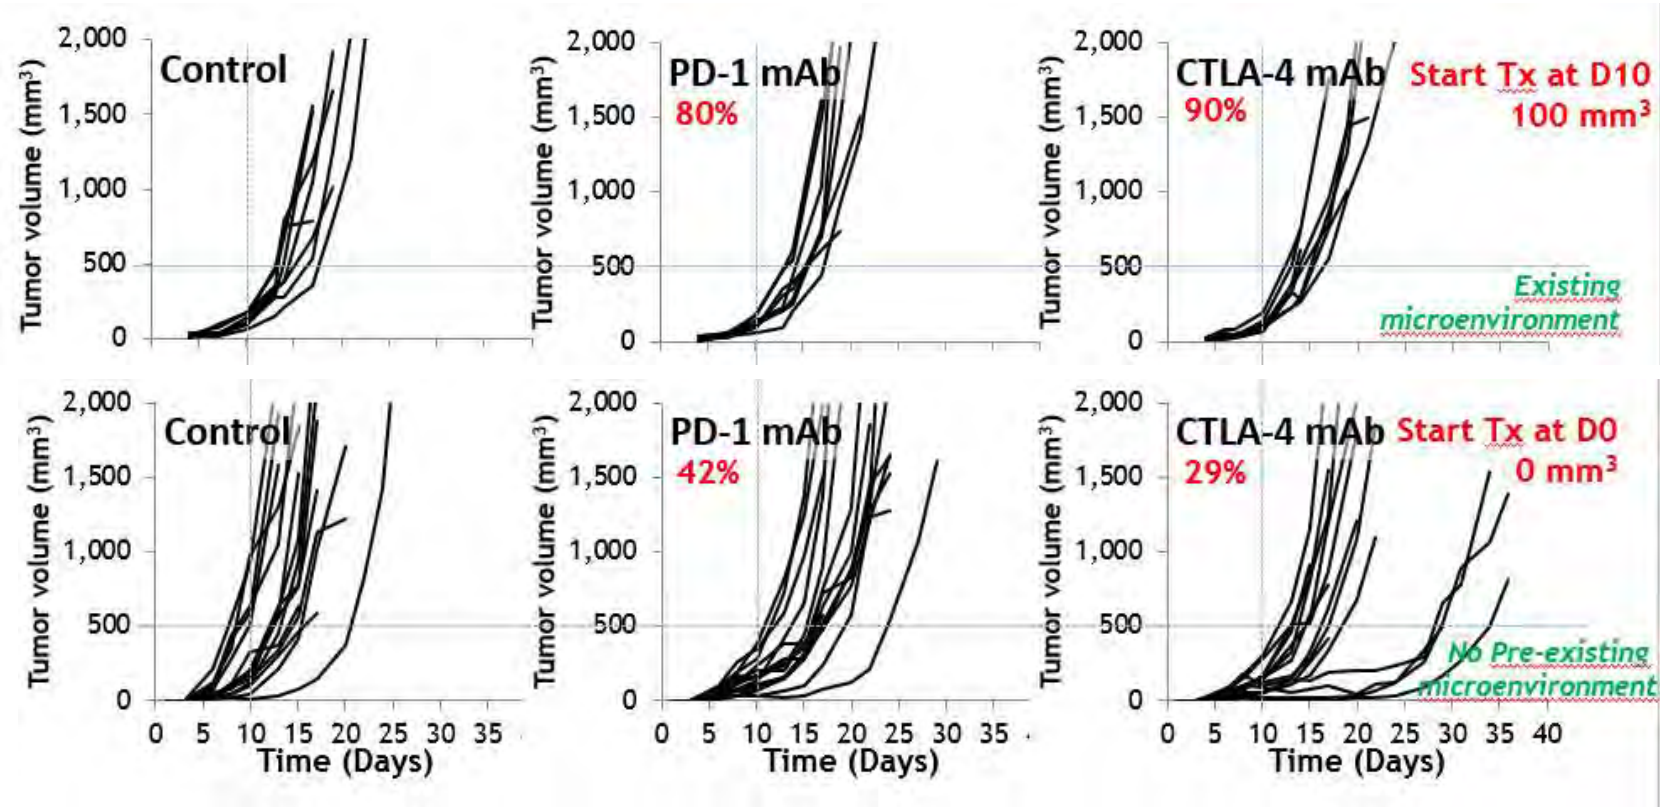 Tumor volume (mm³)
2,000
1,500
1,000
500
0
Control
Tumor volume (mm³)
2,000
1,500
1,000
500
0
PD-1 mAb
80%
Tumor volume (mm³)
2,000
1,500
1,000
500
0
CTLA-4 mAb
90%
Start Tx at D10
100 mm³
Existing
microenvironment
Tumor volume (mm³)
2,000
1,500
1,000
500
0
Control
0 5 10 15 20 25 30 35
Time (Days)
Tumor volume (mm³)
2,000
1,500
1,000
500
0
PD-1 mAb
42%
0 5 10 15 20 25 30 35
Time (Days)
Tumor volume (mm³)
2,000
1,500
1,000
500
0
CTLA-4 mAb
29%
Start Tx at D0
0 mm³
No Pre-existing
microenvironment
0 5 10 15 20 25 30 35 40
Time (Days)